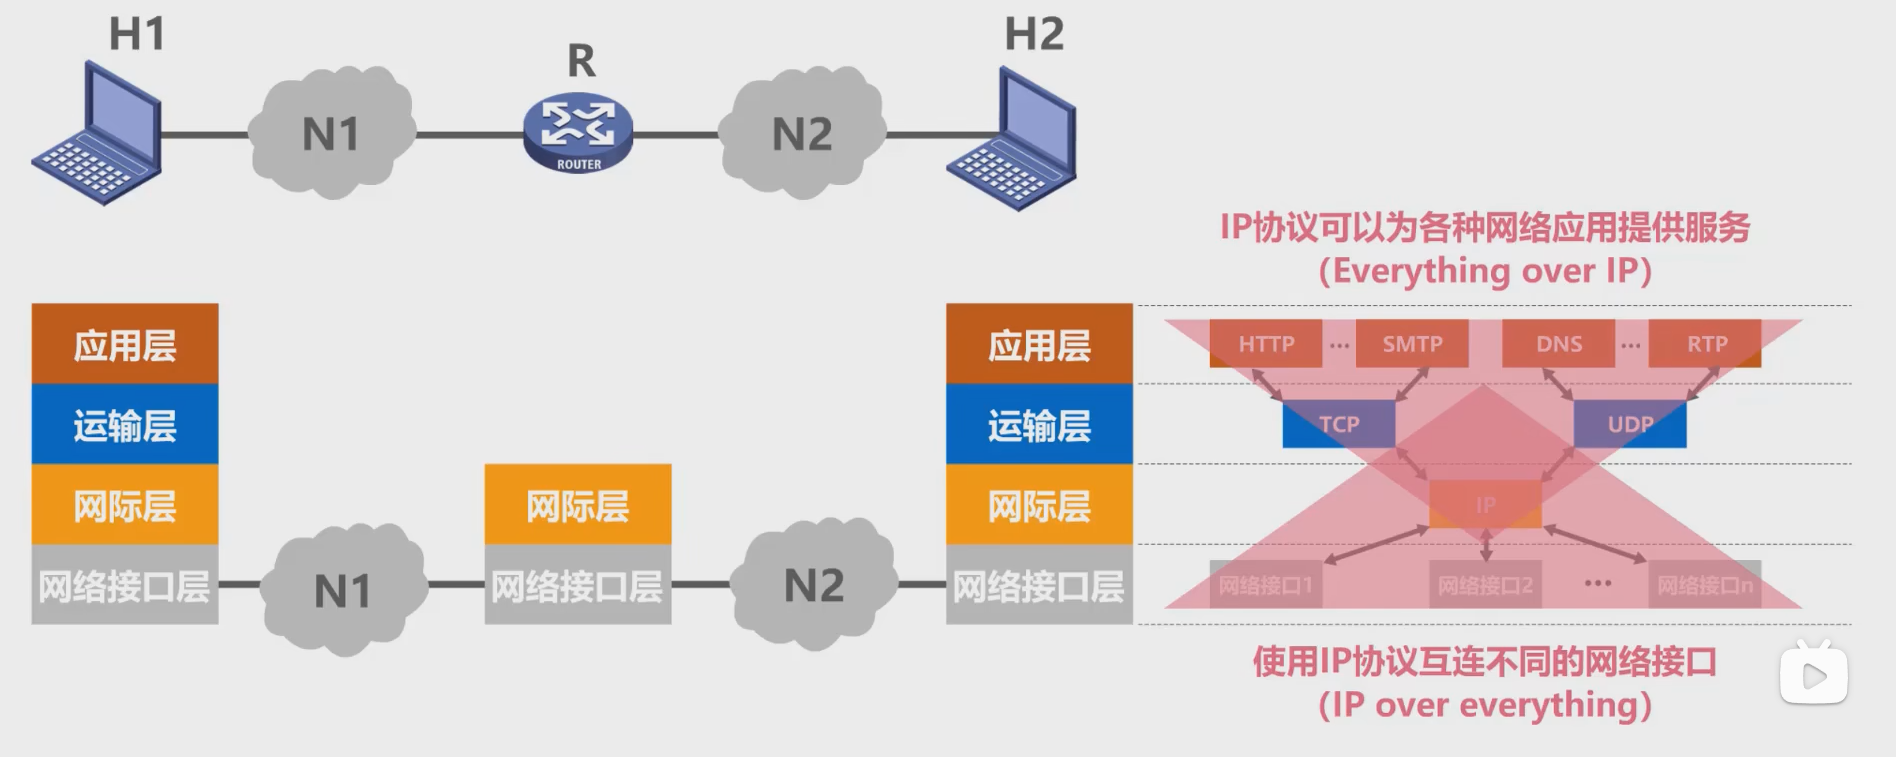 H1
R
H2
N1
ROUTER
N2
IP协议可以为各种网络应用提供服务
(Everything over IP)
应用层
运输层
网际层
网络接口层
N1
网际层
网络接口层
N2
应用层
运输层
网际层
网络接口层
HTTP ... SMTP DNS ... RTP
TCP UDP
IP
网络接口1 网络接口2 ... 网络接口n
使用IP协议互连不同的网络接口
(IP over everything)